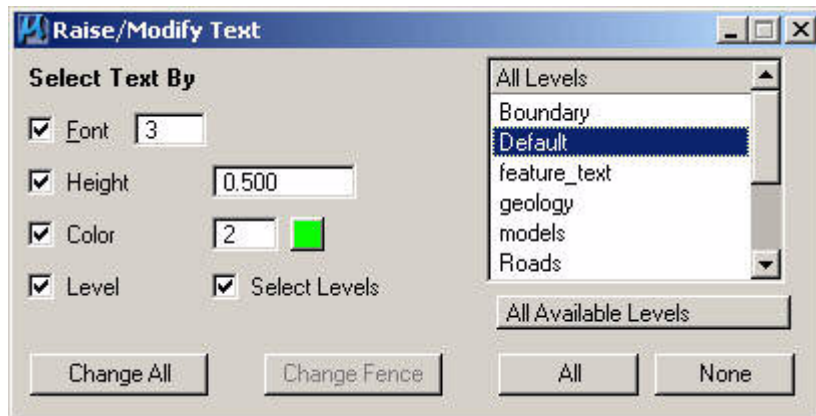 Raise/Modify Text
Select Text By
Font 3
Height 0.500
Color 2
Level Select Levels
All Levels
Boundary
Default
feature_text
geology
models
Roads
All Available Levels
Change All Change Fence All None